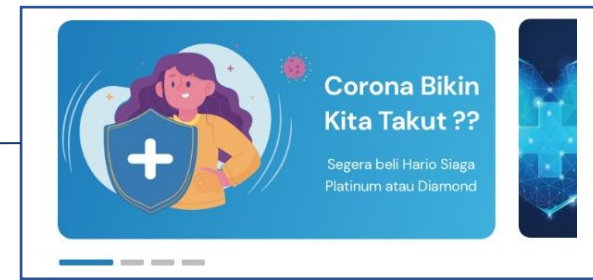 Corona Bikin
Kita Takut ??
Segera beli Hario Siaga
Platinum atau Diamond